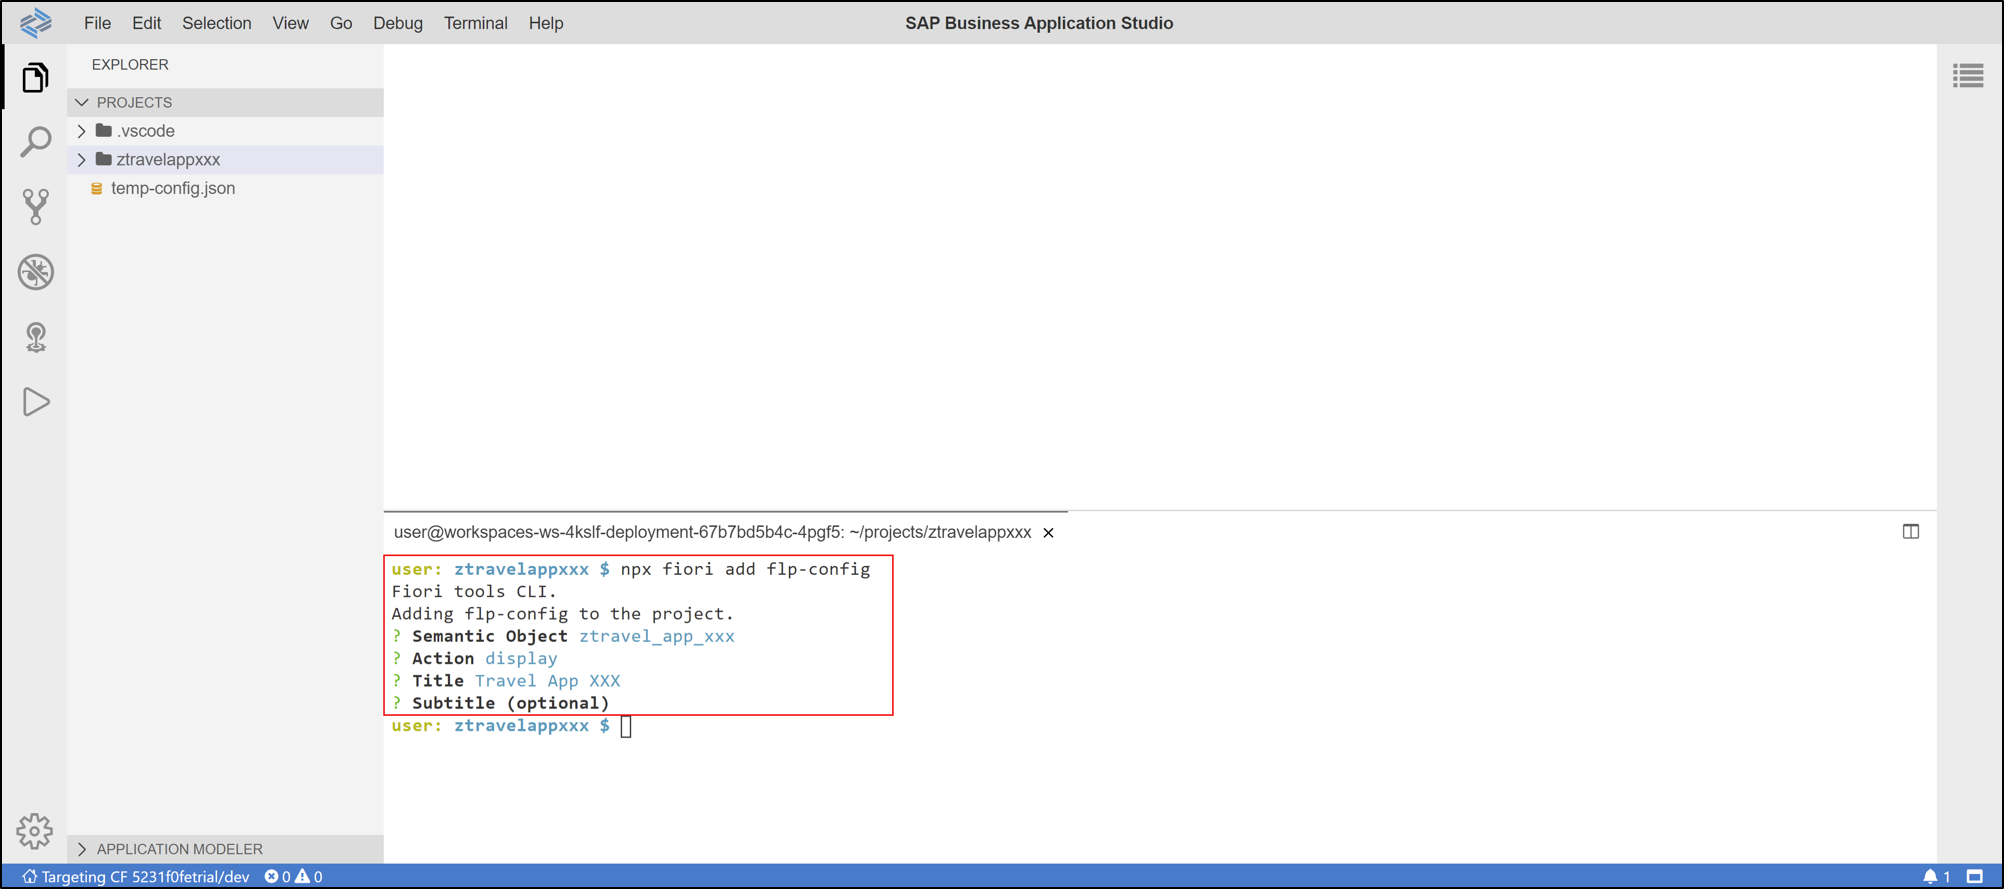 File Edit Selection View Go Debug Terminal Help
SAP Business Application Studio
EXPLORER
PROJECTS
.vscode
ztravelappxxx
temp-config.json
user@workspaces-ws-4kslf-deployment-67b7bd5b4c-4pgf5: ~/projects/ztravelappxxx
user: ztravelappxxx $ npx fiori add flp-config
Fiori tools CLI.
Adding flp-config to the project.
? Semantic Object ztravel_app_xxx
? Action display
? Title Travel App XXX
? Subtitle (optional)
user: ztravelappxxx $
APPLICATION MODELER
Targeting CF 5231f0fetrial/dev 0 0
1